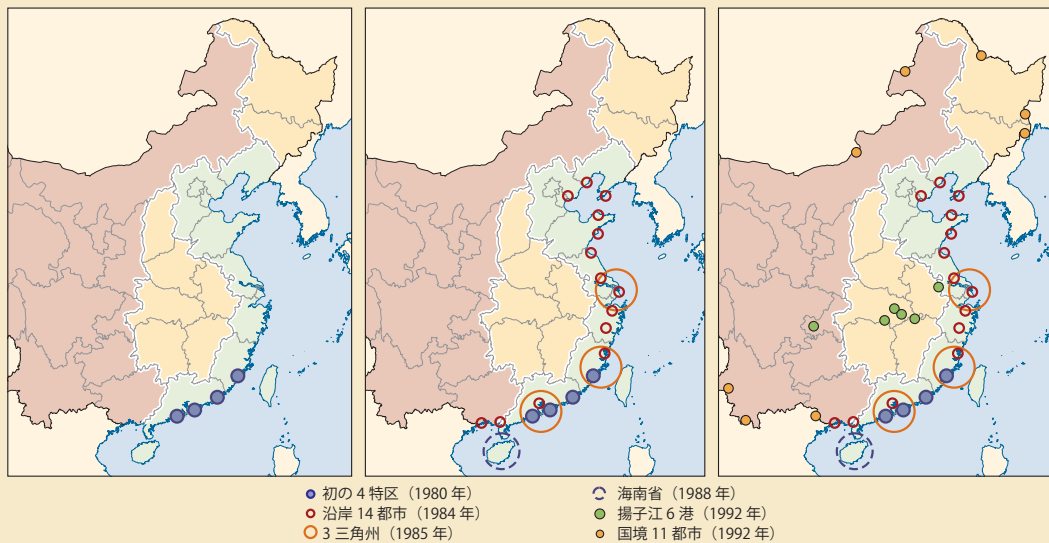 初の 4 特区（1980 年）
沿岸 14 都市（1984 年）
3 三角州（1985 年）
海南省（1988 年）
揚子江 6 港（1992 年）
国境 11 都市（1992 年）